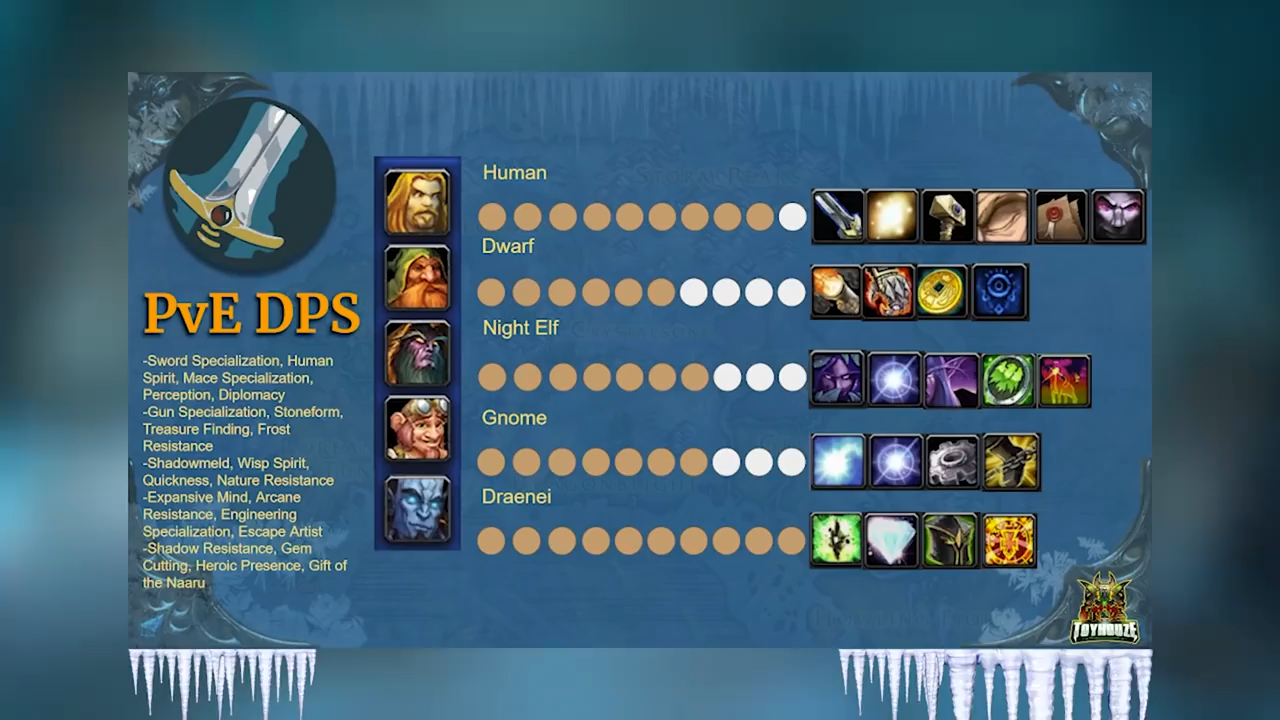 PvE DPS
-Sword Specialization, Human
Spirit, Mace Specialization,
Perception, Diplomacy
-Gun Specialization, Stoneform,
Treasure Finding, Frost
Resistance
-Shadowmeld, Wisp Spirit,
Quickness, Nature Resistance
-Expansive Mind, Arcane
Resistance, Engineering
Specialization, Escape Artist
-Shadow Resistance, Gem
Cutting, Heroic Presence, Gift of
the Naaru
Human
Dwarf
Night Elf
Gnome
Draenei
TOYHOUZE